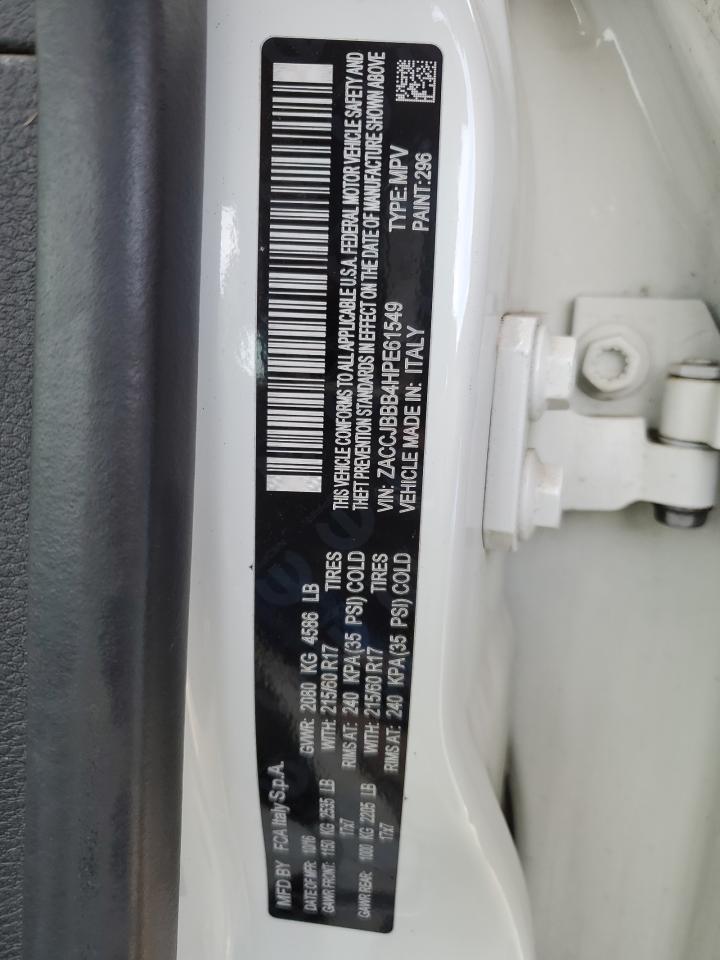 MFD BY FCA Italy S.p.A.
DATE OF MFR: 10/16 GVWR: 2080 KG 4586 LB
GAWR FRONT: 1150 KG 2535 LB WITH: 215/60 R17 TIRES
17x7 RIMS AT: 240 KPA(35 PSI) COLD
GAWR REAR: 1000 KG 2205 LB WITH: 215/60 R17 TIRES
17x7 RIMS AT: 240 KPA(35 PSI) COLD
THIS VEHICLE CONFORMS TO ALL APPLICABLE U.S.A. FEDERAL MOTOR VEHICLE SAFETY AND
THEFT PREVENTION STANDARDS IN EFFECT ON THE DATE OF MANUFACTURE SHOWN ABOVE
VIN: ZACCJBBB4HPE61549 TYPE: MPV
VEHICLE MADE IN: ITALY PAINT: 296